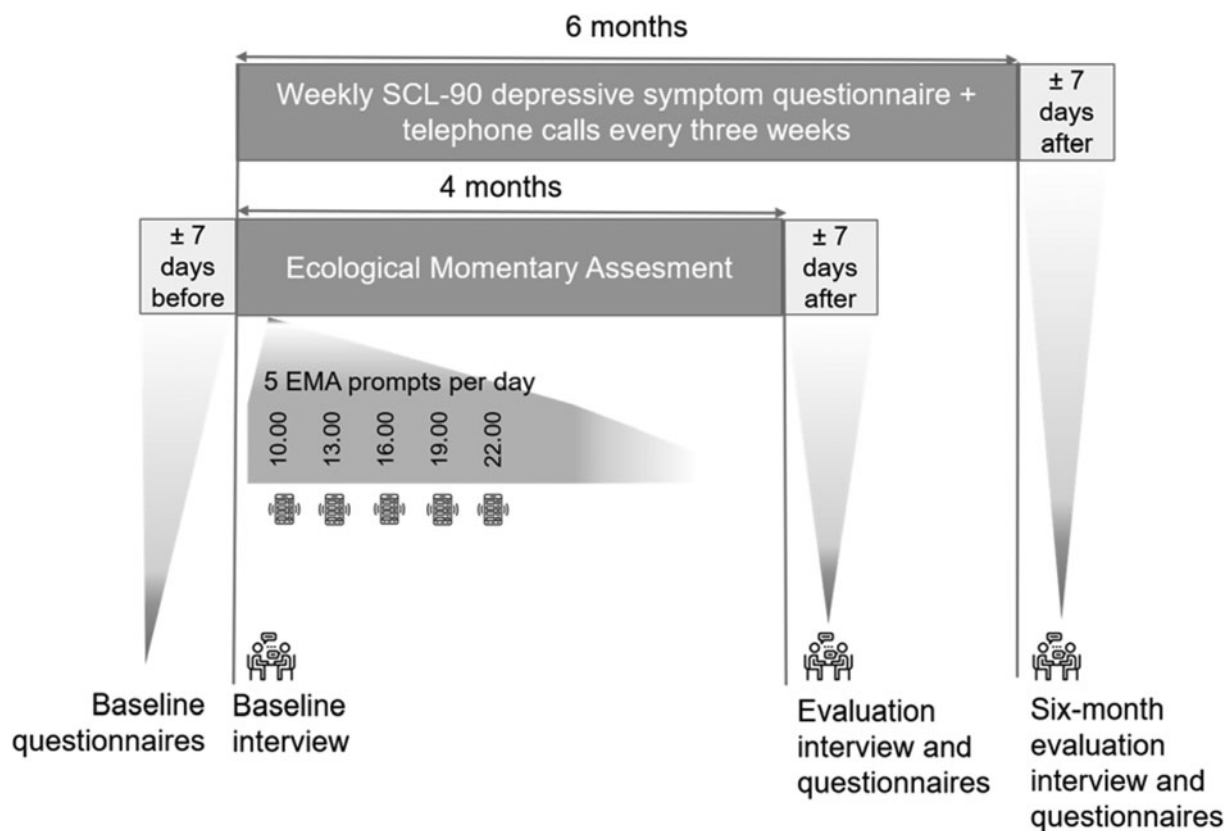 6 months
Weekly SCL-90 depressive symptom questionnaire +
telephone calls every three weeks
± 7
days
after
4 months
± 7
days
before
Ecological Momentary Assesment
± 7
days
after
5 EMA prompts per day
10.00
13.00
16.00
19.00
22.00
Baseline
questionnaires
Baseline
interview
Evaluation
interview and
questionnaires
Six-month
evaluation
interview and
questionnaires